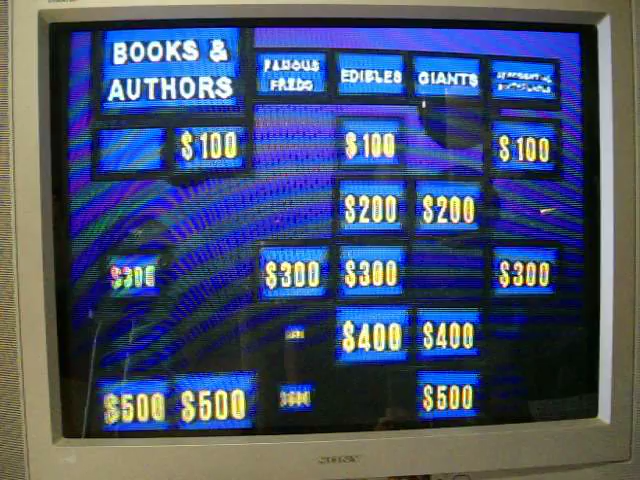 BOOKS &
AUTHORS
FAMOUS
FREDS
EDIBLES
GIANTS
$100 $100 $100
$200 $200
$300 $300 $300 $300
$400 $400
$500 $500 $500
SONY